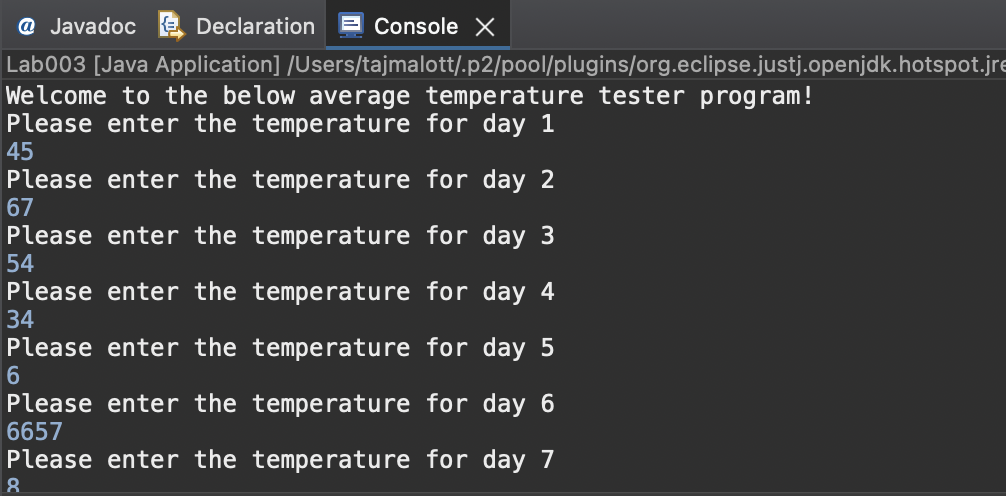 @ Javadoc Declaration Console
Lab003 [Java Application] /Users/tajmalott/.p2/pool/plugins/org.eclipse.justj.openjdk.hotspot.jre
Welcome to the below average temperature tester program!
Please enter the temperature for day 1
45
Please enter the temperature for day 2
67
Please enter the temperature for day 3
54
Please enter the temperature for day 4
34
Please enter the temperature for day 5
6
Please enter the temperature for day 6
6657
Please enter the temperature for day 7
8